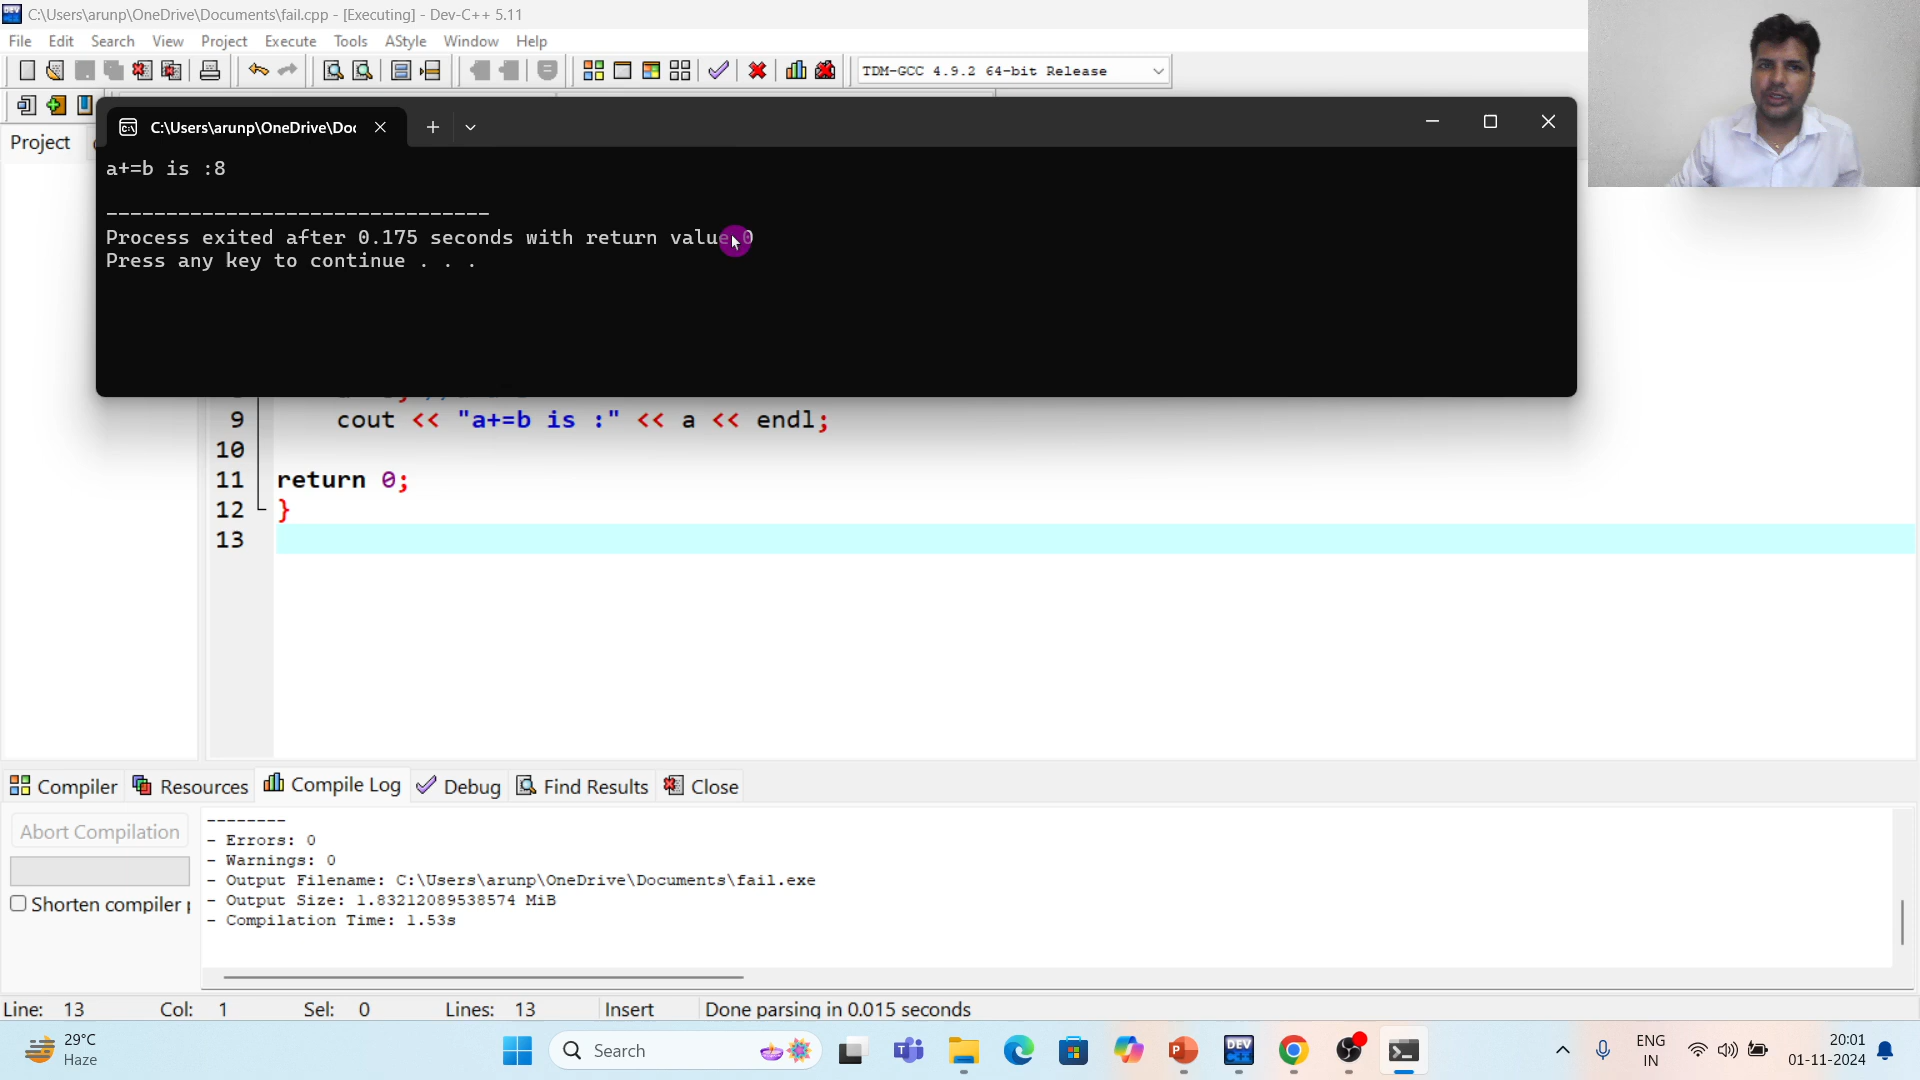 C:\Users\arunp\OneDrive\Documents\fail.cpp - [Executing] - Dev-C++ 5.11
File Edit Search View Project Execute Tools AStyle Window Help
TDM-GCC 4.9.2 64-bit Release
C:\Users\arunp\OneDrive\Doc
Project
a+=b is :8
--------------------------------
Process exited after 0.175 seconds with return value 0
Press any key to continue . . .
9 cout << "a+=b is :" << a << endl;
10
11 return 0;
12 }
13
Compiler Resources Compile Log Debug Find Results Close
Abort Compilation
Shorten compiler p
--------
- Errors: 0
- Warnings: 0
- Output Filename: C:\Users\arunp\OneDrive\Documents\fail.exe
- Output Size: 1.83212089538574 MiB
- Compilation Time: 1.53s
Line: 13 Col: 1 Sel: 0 Lines: 13 Insert Done parsing in 0.015 seconds
29°C
Haze
Search
DEV
ENG
IN
20:01
01-11-2024